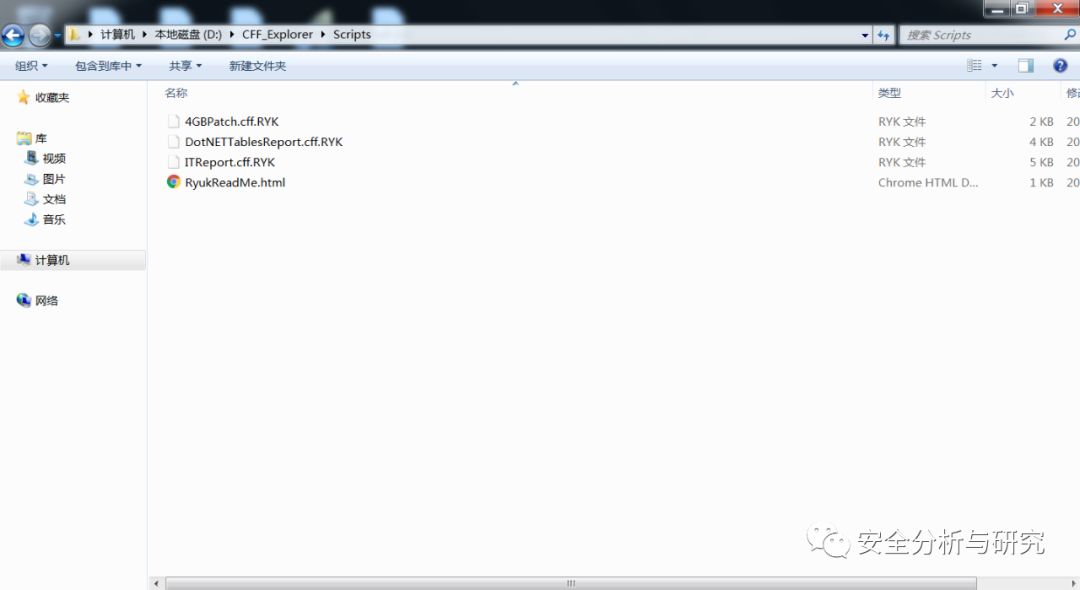 计算机 本地磁盘 (D:) CFF_Explorer Scripts 搜索 Scripts
组织 包含到库中 共享 新建文件夹
收藏夹
库
视频
图片
文档
音乐
计算机
网络
名称 类型 大小
4GBPatch.cff.RYK RYK 文件 2 KB 20
DotNETTablesReport.cff.RYK RYK 文件 4 KB 20
ITReport.cff.RYK RYK 文件 5 KB 20
RyukReadMe.html Chrome HTML D... 1 KB 20
安全分析与研究